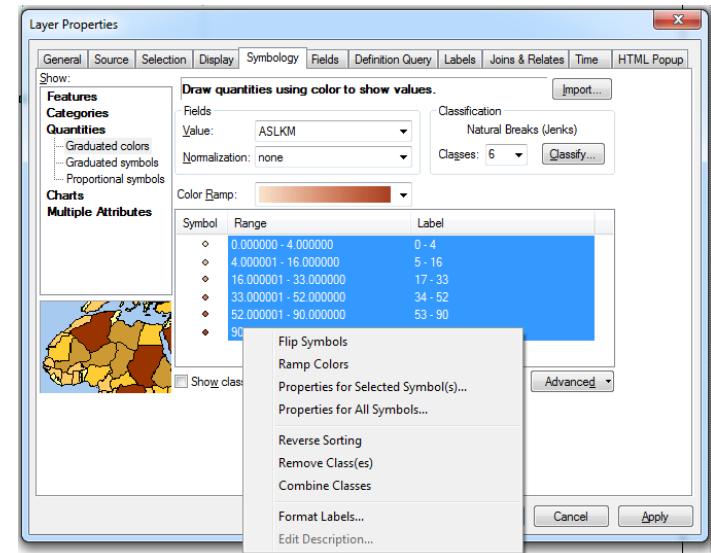 Layer Properties
General Source Selection Display Symbology Fields Definition Query Labels Joins & Relates Time HTML Popup
Show:
Features
Categories
Quantities
Graduated colors
Graduated symbols
Proportional symbols
Charts
Multiple Attributes
Draw quantities using color to show values.
Import...
Fields
Value: ASLKM
Normalization: none
Classification
Natural Breaks (Jenks)
Classes: 6 Classify...
Color Ramp:
Symbol Range Label
0.000000 - 4.000000 0 - 4
4.000001 - 16.000000 5 - 16
16.000001 - 33.000000 17 - 33
33.000001 - 52.000000 34 - 52
52.000001 - 90.000000 53 - 90
90
Show
Advanced
Flip Symbols
Ramp Colors
Properties for Selected Symbol(s)...
Properties for All Symbols...
Reverse Sorting
Remove Class(es)
Combine Classes
Format Labels...
Edit Description...
Cancel Apply